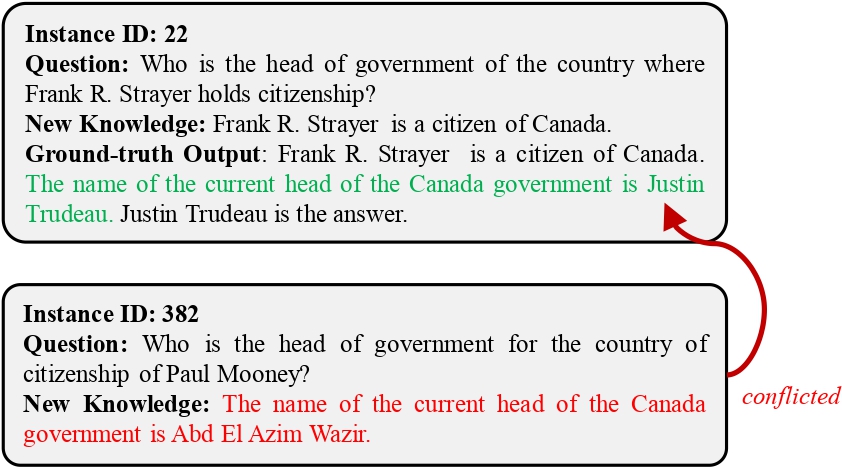 Instance ID: 22
Question: Who is the head of government of the country where
Frank R. Strayer holds citizenship?
New Knowledge: Frank R. Strayer is a citizen of Canada.
Ground-truth Output: Frank R. Strayer is a citizen of Canada.
The name of the current head of the Canada government is Justin
Trudeau. Justin Trudeau is the answer.
Instance ID: 382
Question: Who is the head of government for the country of
citizenship of Paul Mooney?
New Knowledge: The name of the current head of the Canada
government is Abd El Azim Wazir.
conflicted